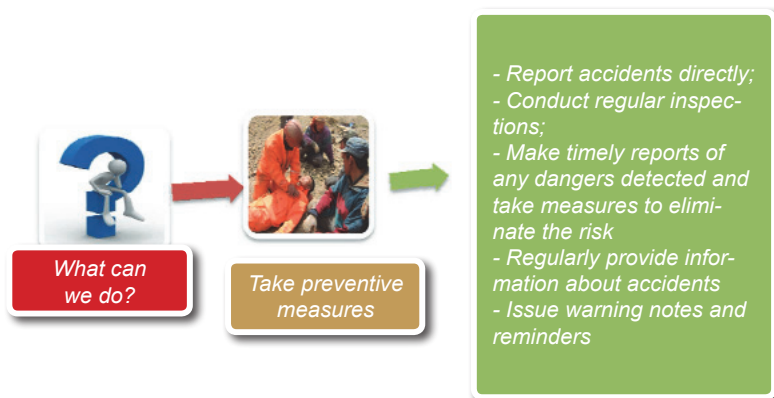 What can
we do?
Take preventive
measures
- Report accidents directly;
- Conduct regular inspec-
tions;
- Make timely reports of
any dangers detected and
take measures to elimi-
nate the risk
- Regularly provide infor-
mation about accidents
- Issue warning notes and
reminders